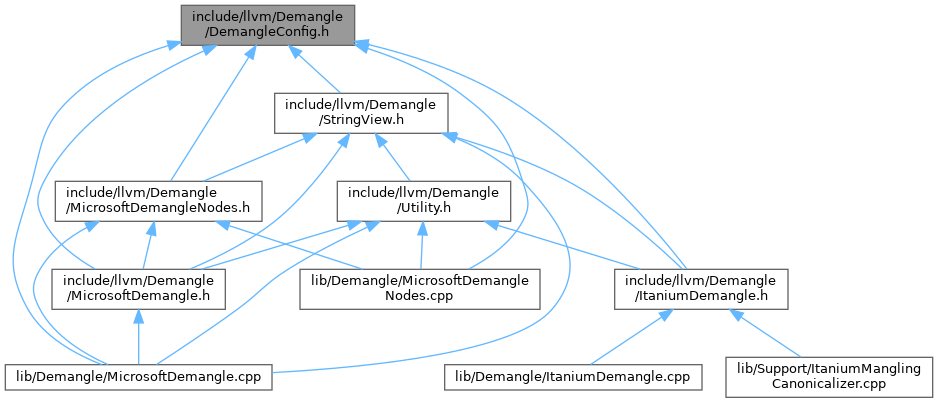 include/llvm/Demangle
/DemangleConfig.h
include/llvm/Demangle
/StringView.h
include/llvm/Demangle
/MicrosoftDemangleNodes.h
include/llvm/Demangle
/Utility.h
include/llvm/Demangle
/MicrosoftDemangle.h
lib/Demangle/MicrosoftDemangle
Nodes.cpp
include/llvm/Demangle
/ItaniumDemangle.h
lib/Demangle/MicrosoftDemangle.cpp
lib/Demangle/ItaniumDemangle.cpp
lib/Support/ItaniumMangling
Canonicalizer.cpp